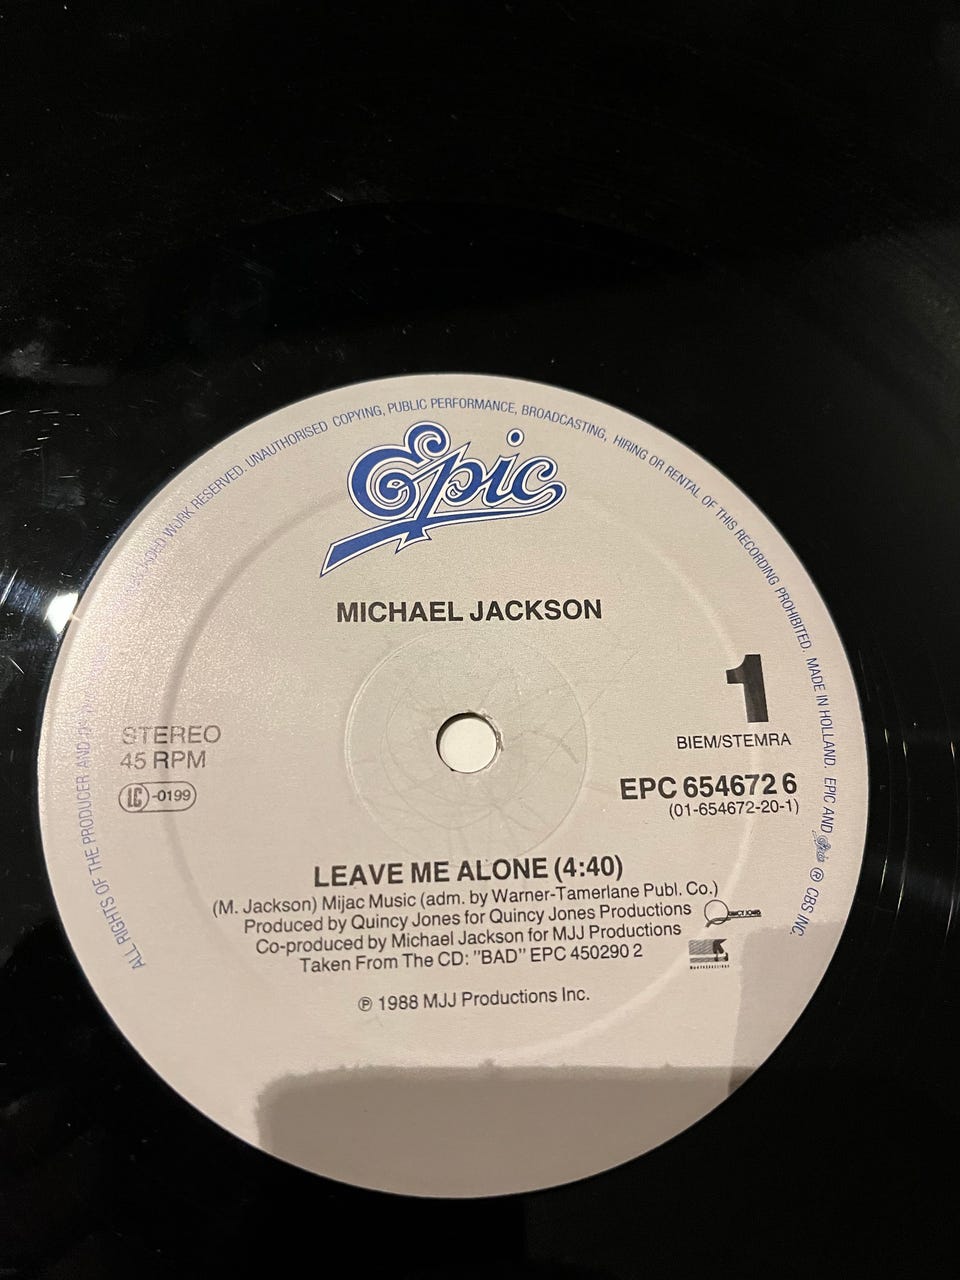 ALL RIGHTS OF THE PRODUCER AND RECORDED WORK RESERVED. UNAUTHORISED COPYING, PUBLIC PERFORMANCE, BROADCASTING, HIRING OR RENTAL OF THIS RECORDING PROHIBITED. MADE IN HOLLAND. EPIC AND Epic ® CBS INC.
Epic
MICHAEL JACKSON
1
STEREO
45 RPM
BIEM/STEMRA
LC-0199
EPC 654672 6
(01-654672-20-1)
LEAVE ME ALONE (4:40)
(M. Jackson) Mijac Music (adm. by Warner-Tamerlane Publ. Co.)
Produced by Quincy Jones for Quincy Jones Productions
QUINCY JONES
Co-produced by Michael Jackson for MJJ Productions
Taken From The CD: "BAD" EPC 450290 2
℗ 1988 MJJ Productions Inc.